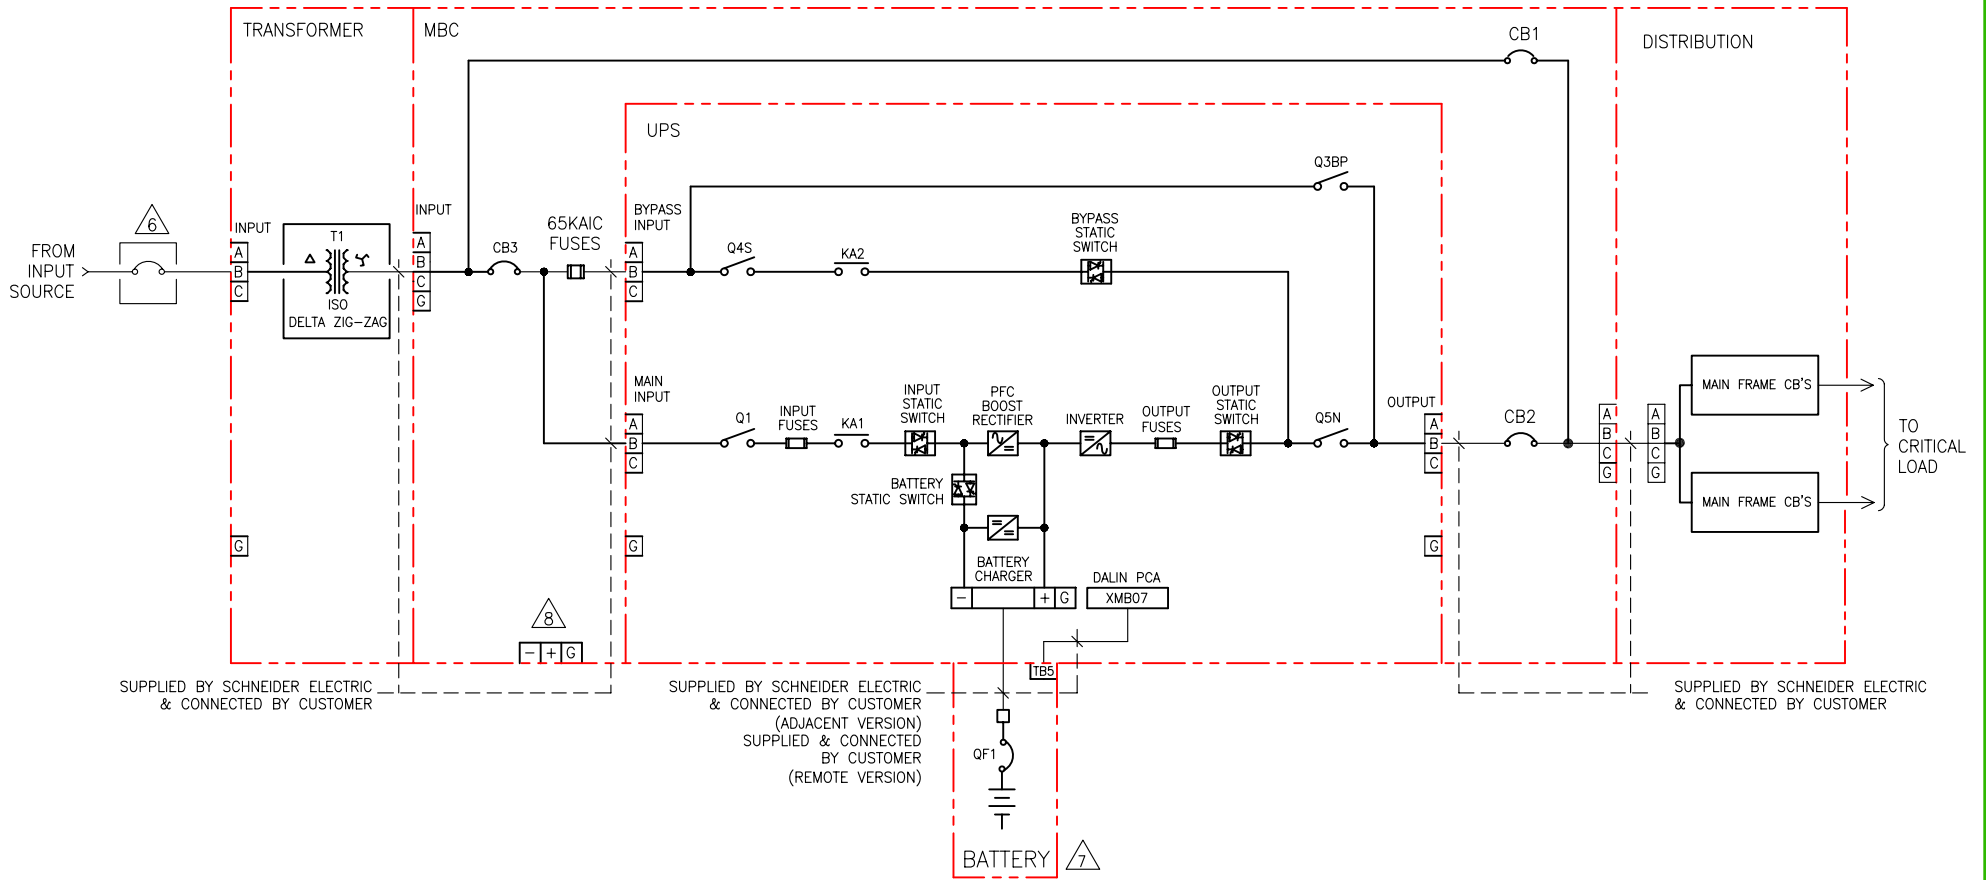 TRANSFORMER
MBC
CB1
DISTRIBUTION
UPS
Q3BP
6
INPUT
INPUT
65KAIC
FUSES
BYPASS
INPUT
BYPASS
STATIC
SWITCH
FROM
INPUT
SOURCE
A
B
C
T1
ISO
DELTA ZIG-ZAG
A
B
C
G
CB3
A
B
C
Q4S
KA2
MAIN
INPUT
A
B
C
Q1
INPUT
FUSES
KA1
INPUT
STATIC
SWITCH
PFC
BOOST
RECTIFIER
INVERTER
OUTPUT
FUSES
OUTPUT
STATIC
SWITCH
Q5N
OUTPUT
A
B
C
CB2
A
B
C
G
A
B
C
G
MAIN FRAME CB'S
MAIN FRAME CB'S
TO
CRITICAL
LOAD
BATTERY
STATIC SWITCH
G
G
G
BATTERY
CHARGER
- + G
DALIN PCA
XMB07
8
- + G
TB5
SUPPLIED BY SCHNEIDER ELECTRIC
& CONNECTED BY CUSTOMER
SUPPLIED BY SCHNEIDER ELECTRIC
& CONNECTED BY CUSTOMER
(ADJACENT VERSION)
SUPPLIED & CONNECTED
BY CUSTOMER
(REMOTE VERSION)
SUPPLIED BY SCHNEIDER ELECTRIC
& CONNECTED BY CUSTOMER
QF1
BATTERY
7